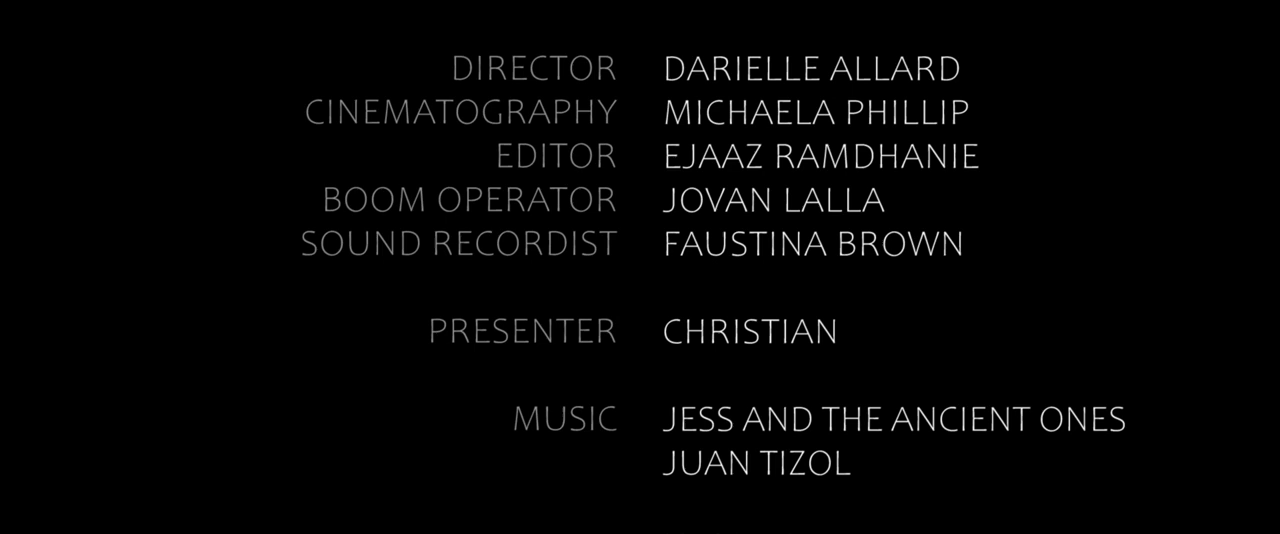 DIRECTOR DARIELLE ALLARD
CINEMATOGRAPHY MICHAELA PHILLIP
EDITOR EJAAZ RAMDHANIE
BOOM OPERATOR JOVAN LALLA
SOUND RECORDIST FAUSTINA BROWN
PRESENTER CHRISTIAN
MUSIC JESS AND THE ANCIENT ONES
JUAN TIZOL